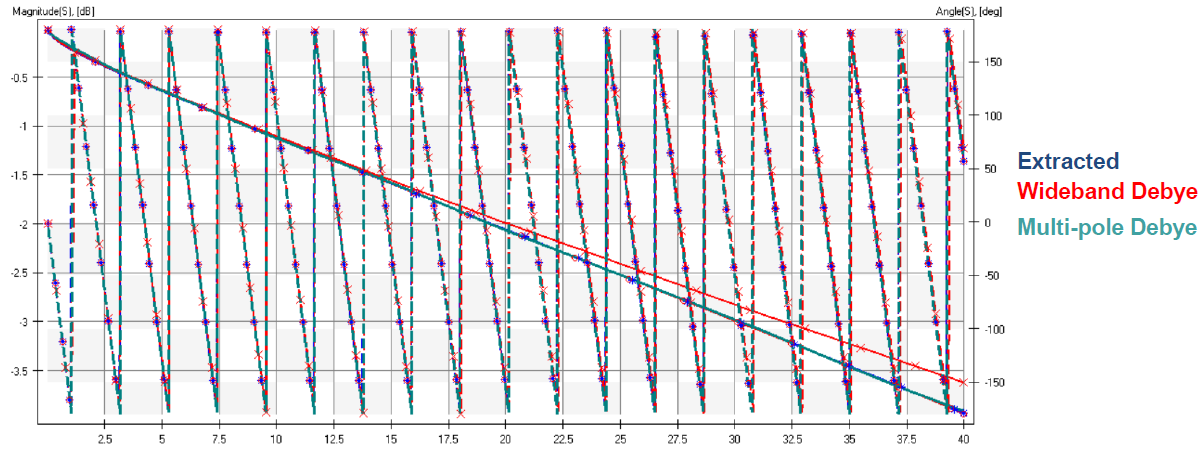 Magnitude(S), [dB]
Angle(S), [deg]
-0.5
-1
-1.5
-2
-2.5
-3
-3.5
150
100
50
0
-50
-100
-150
2.5 5 7.5 10 12.5 15 17.5 20 22.5 25 27.5 30 32.5 35 37.5 40
Extracted
Wideband Debye
Multi-pole Debye